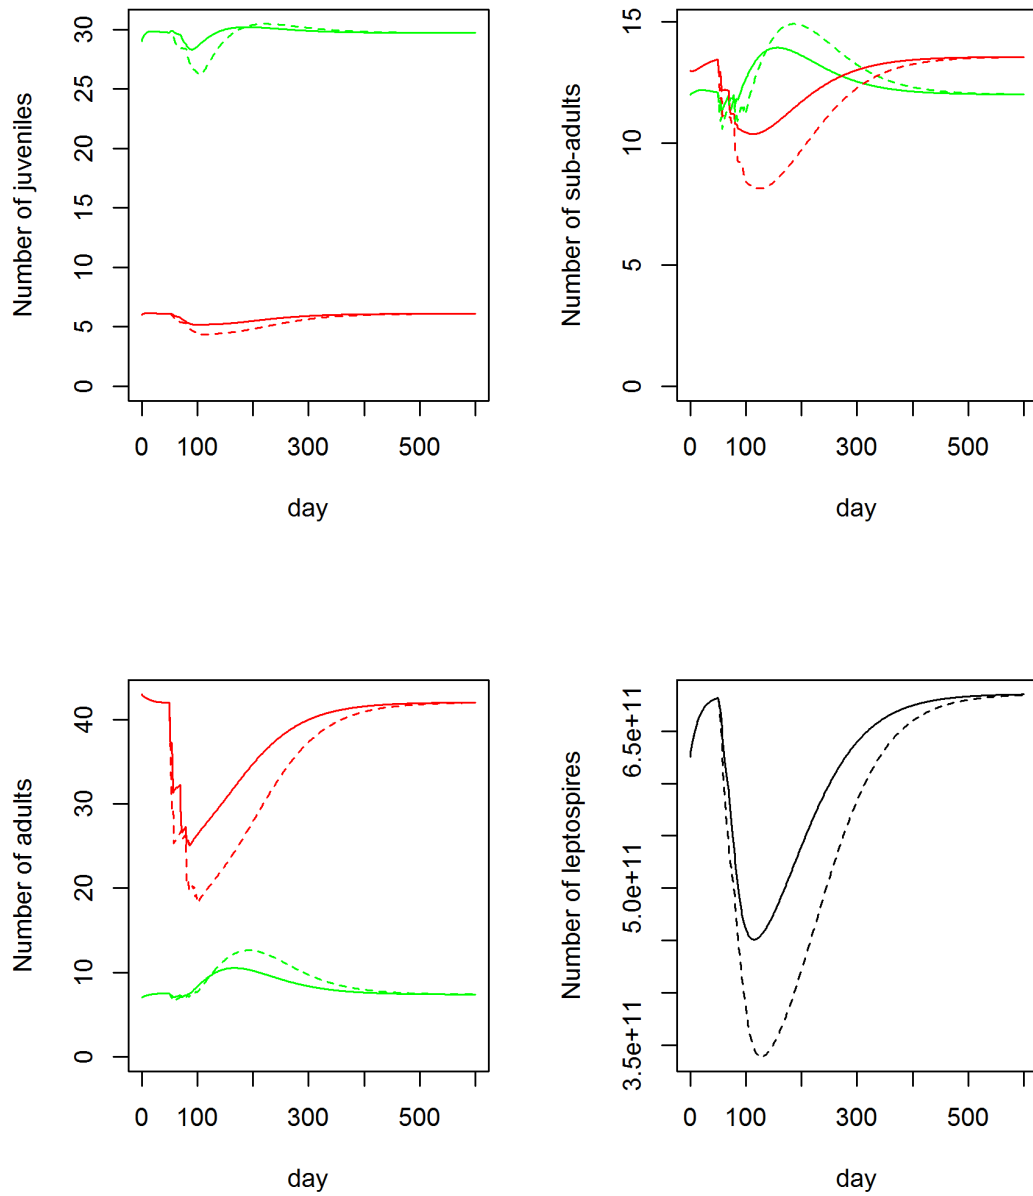 Number of juveniles
30
25
20
15
10
5
0
0 100 300 500
day
Number of sub-adults
15
10
5
0
0 100 300 500
day
Number of adults
40
30
20
10
0
0 100 300 500
day
Number of leptospires
6.5e+11
5.0e+11
3.5e+11
0 100 300 500
day